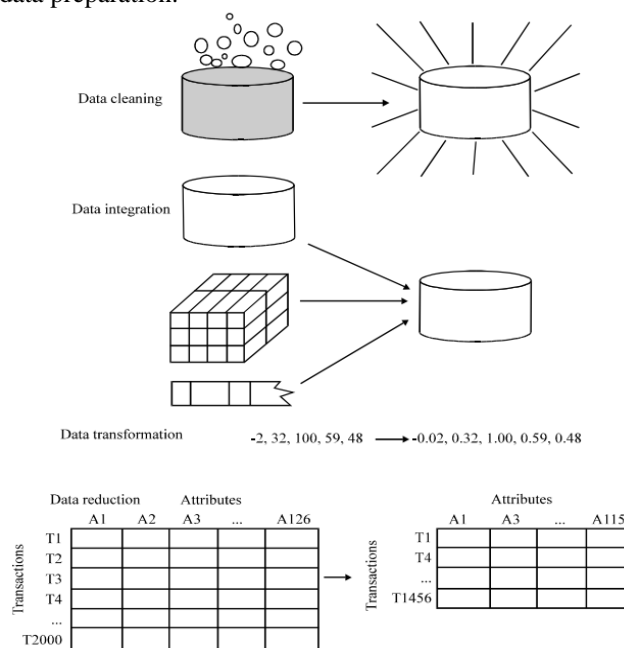 data preparation.
Data cleaning
Data integration
Data transformation -2, 32, 100, 59, 48 -0.02, 0.32, 1.00, 0.59, 0.48
Data reduction Attributes
A1 A2 A3 ... A126
Transactions
T1
T2
T3
T4
...
T2000
Attributes
A1 A3 ... A115
Transactions
T1
T4
...
T1456